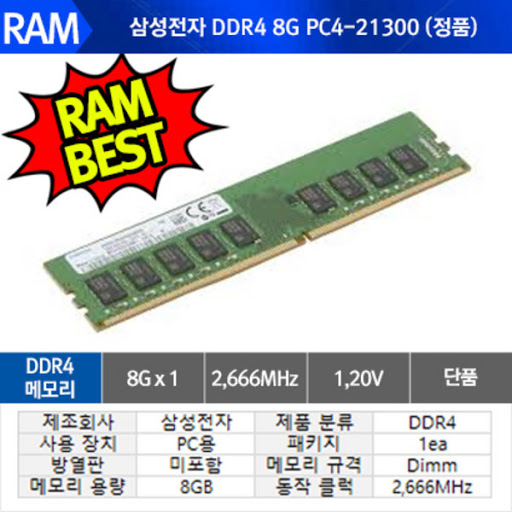 RAM 삼성전자 DDR4 8G PC4-21300 (정품)
RAM
BEST
DDR4
메모리
8G x 1
2,666MHz
1,20V
단품
제조회사 삼성전자 제품 분류 DDR4
사용 장치 PC용 패키지 1ea
방열판 미포함 메모리 규격 Dimm
메모리 용량 8GB 동작 클럭 2,666MHz